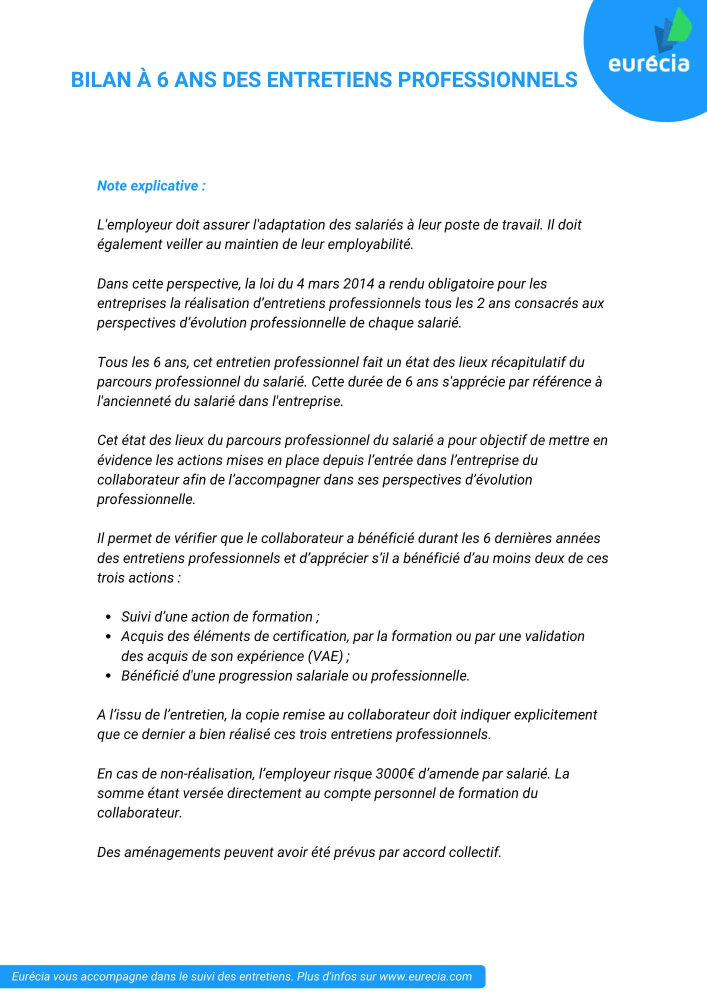 eurécia
BILAN À 6 ANS DES ENTRETIENS PROFESSIONNELS
Note explicative :
L'employeur doit assurer l'adaptation des salariés à leur poste de travail. Il doit
également veiller au maintien de leur employabilité.
Dans cette perspective, la loi du 4 mars 2014 a rendu obligatoire pour les
entreprises la réalisation d’entretiens professionnels tous les 2 ans consacrés aux
perspectives d’évolution professionnelle de chaque salarié.
Tous les 6 ans, cet entretien professionnel fait un état des lieux récapitulatif du
parcours professionnel du salarié. Cette durée de 6 ans s'apprécie par référence à
l'ancienneté du salarié dans l'entreprise.
Cet état des lieux du parcours professionnel du salarié a pour objectif de mettre en
évidence les actions mises en place depuis l’entrée dans l’entreprise du
collaborateur afin de l’accompagner dans ses perspectives d’évolution
professionnelle.
Il permet de vérifier que le collaborateur a bénéficié durant les 6 dernières années
des entretiens professionnels et d’apprécier s’il a bénéficié d’au moins deux de ces
trois actions :
• Suivi d’une action de formation ;
• Acquis des éléments de certification, par la formation ou par une validation
des acquis de son expérience (VAE) ;
• Bénéficié d'une progression salariale ou professionnelle.
A l’issu de l’entretien, la copie remise au collaborateur doit indiquer explicitement
que ce dernier a bien réalisé ces trois entretiens professionnels.
En cas de non-réalisation, l’employeur risque 3000€ d’amende par salarié. La
somme étant versée directement au compte personnel de formation du
collaborateur.
Des aménagements peuvent avoir été prévus par accord collectif.
Eurécia vous accompagne dans le suivi des entretiens. Plus d'infos sur www.eurecia.com